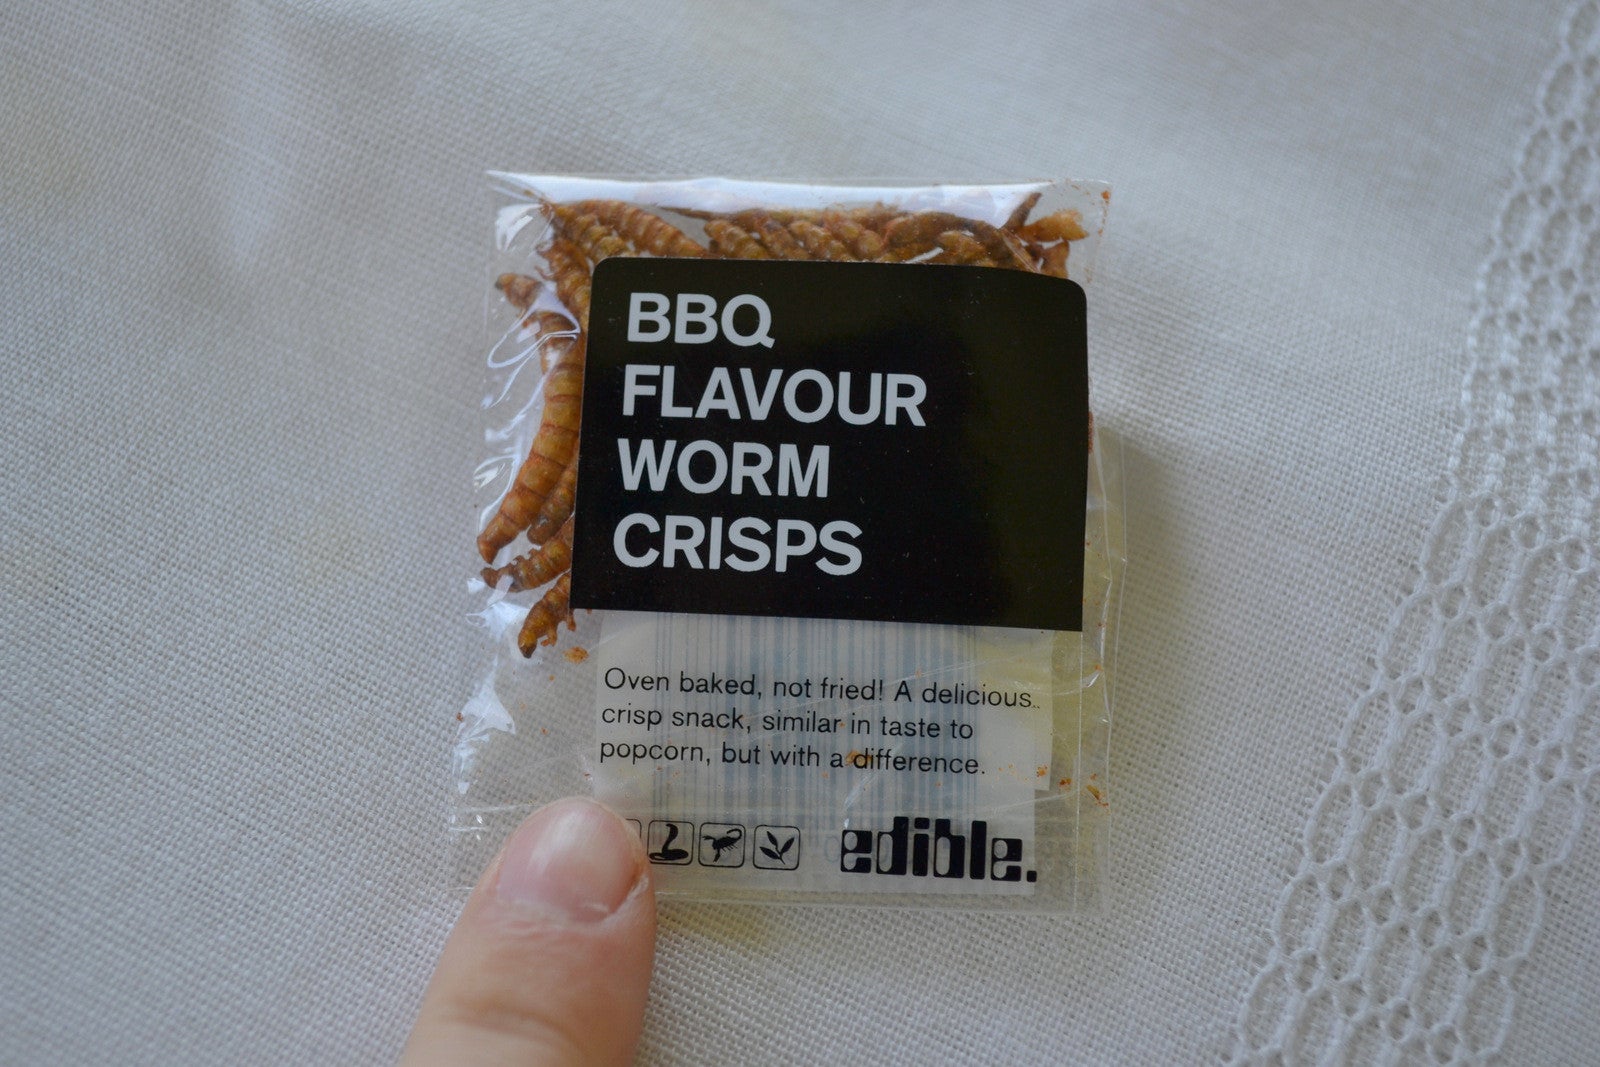 BBQ
FLAVOUR
WORM
CRISPS
Oven baked, not fried! A delicious
crisp snack, similar in taste to
popcorn, but with a difference.
edible.